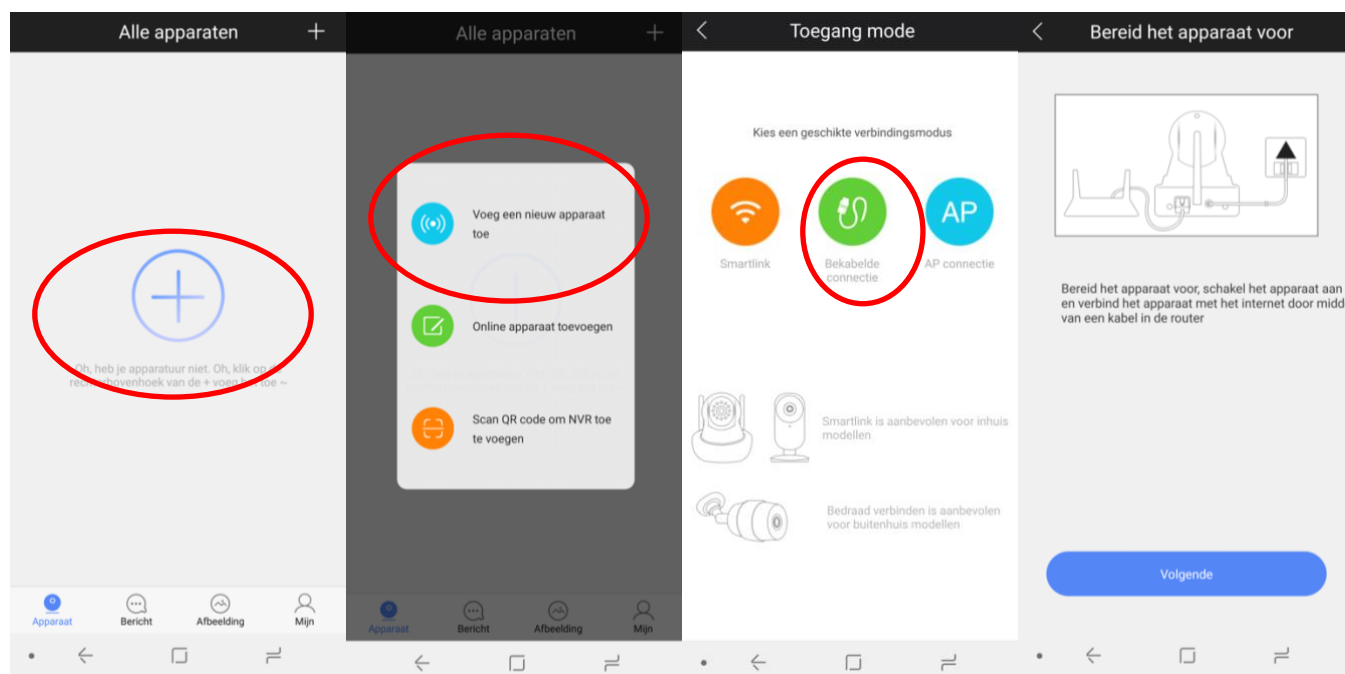 Alle apparaten +
Oh, heb je apparatuur niet. Oh, klik op de
rechterbovenhoek van de + voeg het toe ~
Apparaat Bericht Afbeelding Mijn
Alle apparaten +
Voeg een nieuw apparaat
toe
Online apparaat toevoegen
Scan QR code om NVR toe
te voegen
Apparaat Bericht Afbeelding Mijn
Toegang mode
Kies een geschikte verbindingsmodus
AP
Smartlink
Bekabelde
connectie
AP connectie
Smartlink is aanbevolen voor inhuis
modellen
Bedraad verbinden is aanbevolen
voor buitenhuis modellen
Bereid het apparaat voor
Bereid het apparaat voor, schakel het apparaat aan
en verbind het apparaat met het internet door midd
van een kabel in de router
Volgende